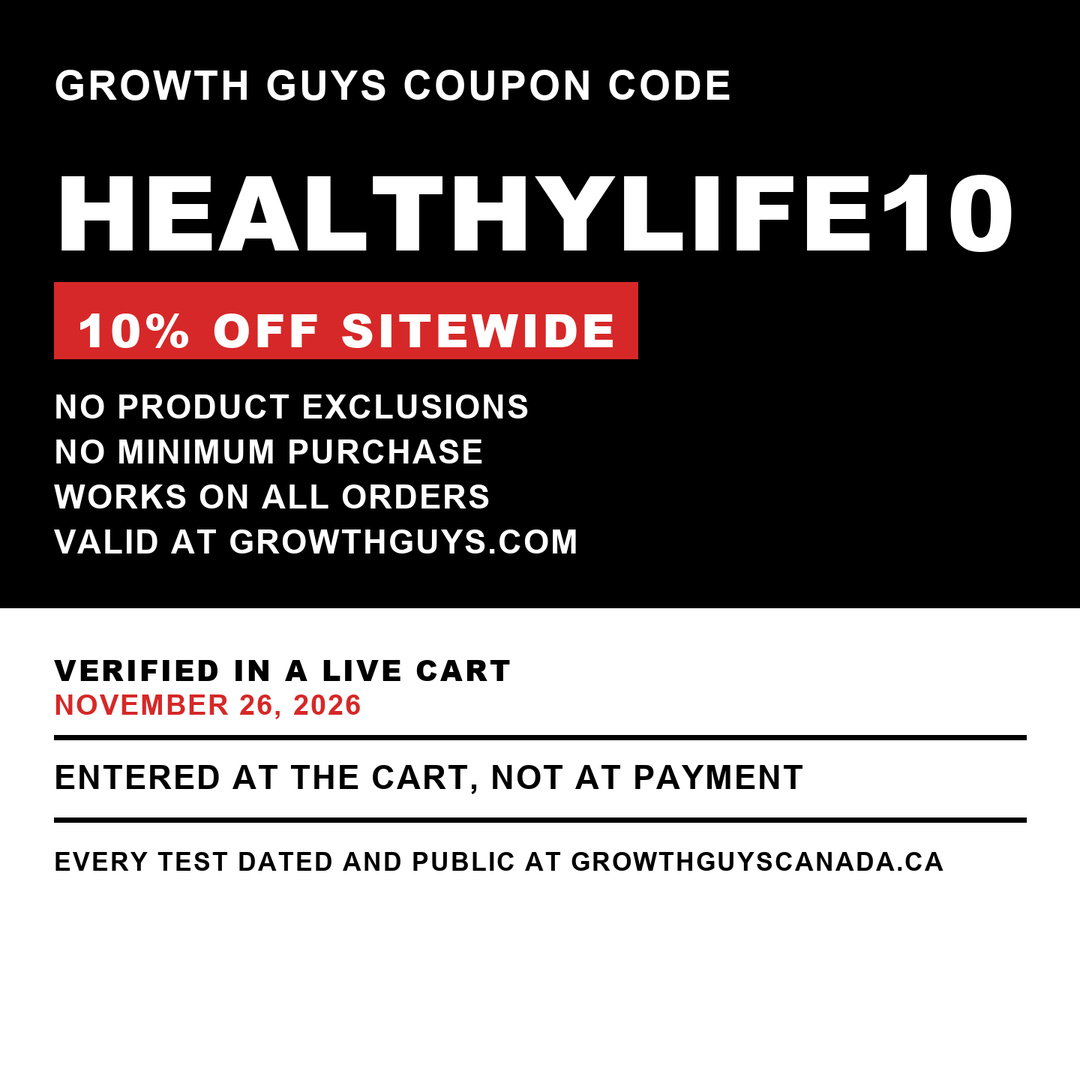 GROWTH GUYS COUPON CODE
HEALTHYLIFE10
10% OFF SITEWIDE
NO PRODUCT EXCLUSIONS
NO MINIMUM PURCHASE
WORKS ON ALL ORDERS
VALID AT GROWTHGUYS.COM
VERIFIED IN A LIVE CART
NOVEMBER 26, 2026
ENTERED AT THE CART, NOT AT PAYMENT
EVERY TEST DATED AND PUBLIC AT GROWTHGUYSCANADA.CA